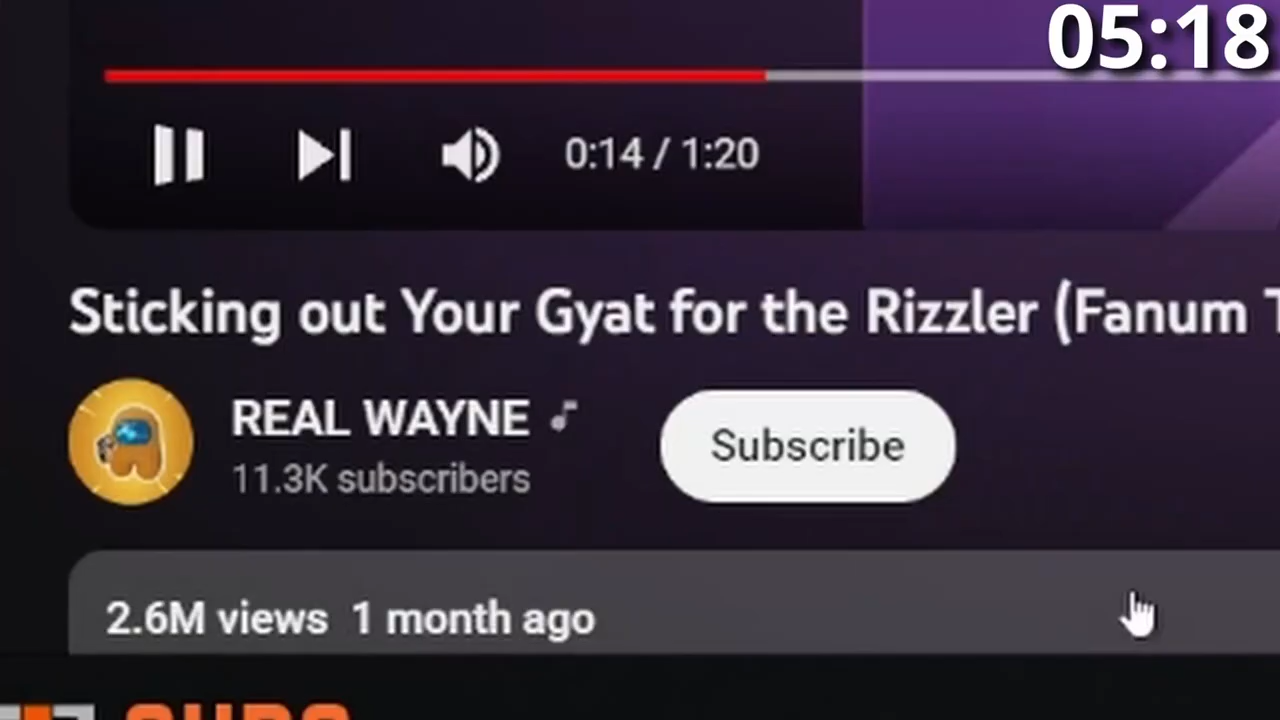 05:18
0:14 / 1:20
Sticking out Your Gyat for the Rizzler (Fanum
REAL WAYNE
11.3K subscribers
Subscribe
2.6M views 1 month ago